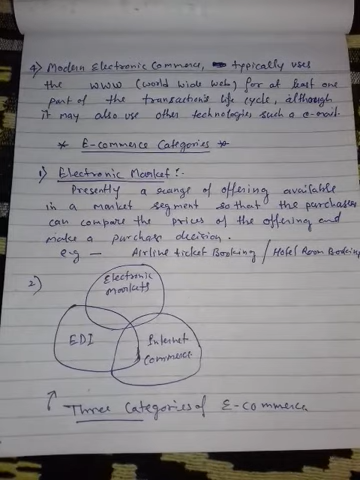 4) Modern Electronic Commerce, typically uses
the WWW (World Wide Web) for at least one
part of the transaction's life cycle, although
it may also use other technologies such a e-mail.
* E-commerce Categories *
1) Electronic Market :-
Presently a range of offering available
in a market segment so that the purchases
can compare the prices of the offering and
make a purchase decision.
e.g — Airline ticket Booking / Hotel Room Booking
2)
Electronic
markets
EDI
Internet
Commerce
Three Categories of E-commerce